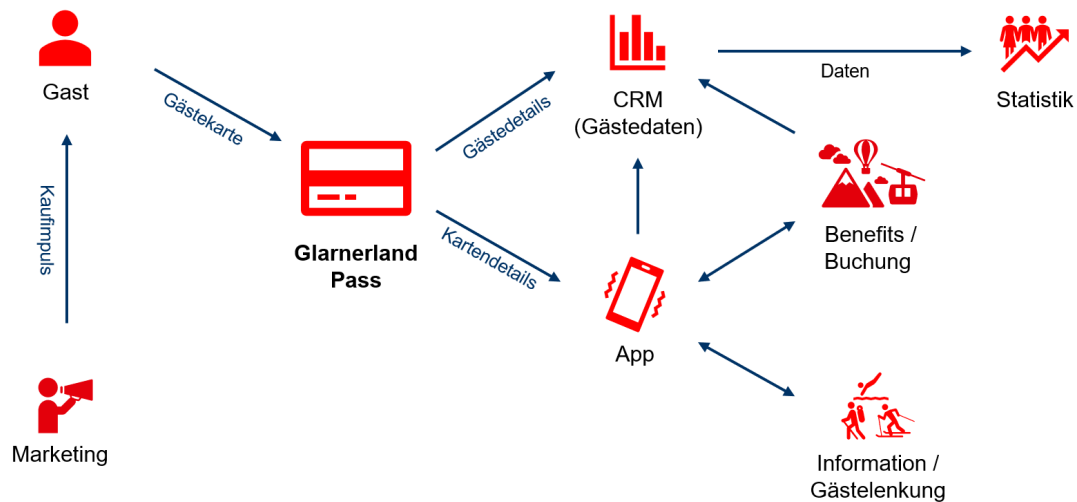 Gast
Gästekarte
Kaufimpuls
Marketing
Glarnerland
Pass
Gästedetails
Kartendetails
CRM
(Gästedaten)
App
Daten
Statistik
Benefits /
Buchung
Information /
Gästelenkung